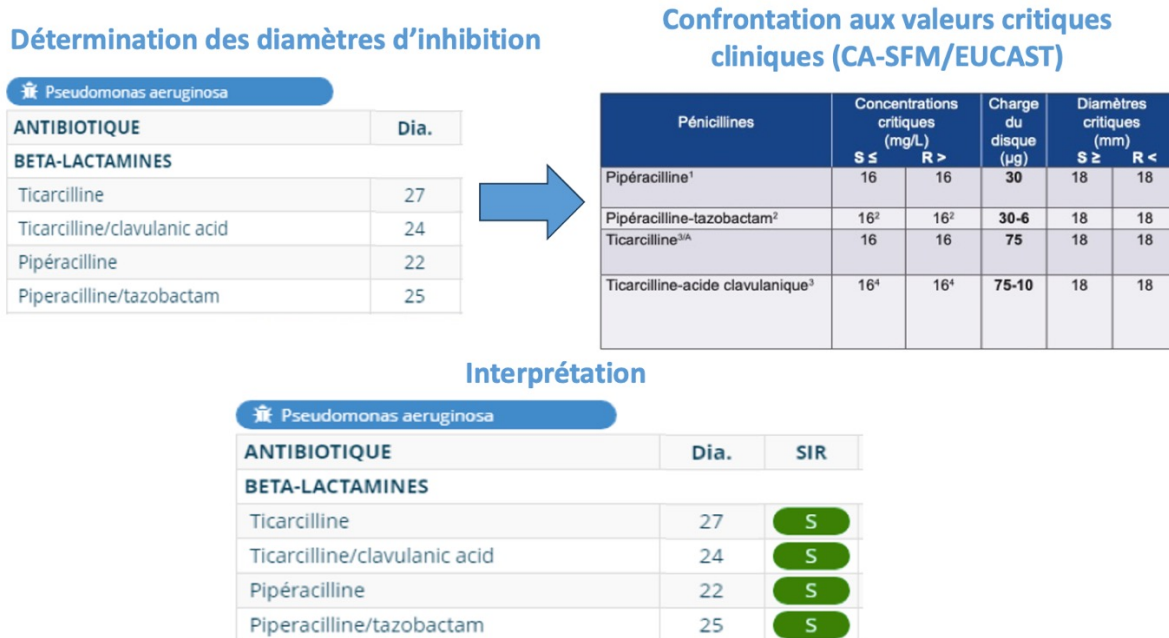 Détermination des diamètres d'inhibition
Pseudomonas aeruginosa
ANTIBIOTIQUE Dia.
BETA-LACTAMINES
Ticarcilline 27
Ticarcilline/clavulanic acid 24
Pipéracilline 22
Piperacilline/tazobactam 25
Confrontation aux valeurs critiques
cliniques (CA-SFM/EUCAST)
Pénicillines
Concentrations
critiques
(mg/L)
S ≤ R >
Charge
du
disque
(µg)
Diamètres
critiques
(mm)
S ≥ R <
Pipéracilline¹ 16 16 30 18 18
Pipéracilline-tazobactam² 16² 16² 30-6 18 18
Ticarcilline³ᐟᴬ 16 16 75 18 18
Ticarcilline-acide clavulanique³ 16⁴ 16⁴ 75-10 18 18
Interprétation
Pseudomonas aeruginosa
ANTIBIOTIQUE Dia. SIR
BETA-LACTAMINES
Ticarcilline 27 S
Ticarcilline/clavulanic acid 24 S
Pipéracilline 22 S
Piperacilline/tazobactam 25 S